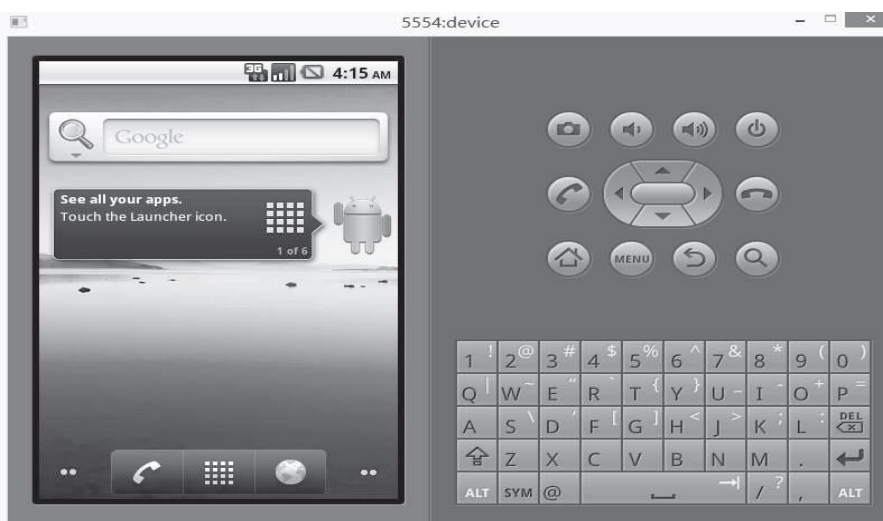 5554:device
3G 4:15 AM
Google
See all your apps.
Touch the Launcher icon.
1 of 6
MENU
1 ! 2 @ 3 # 4 $ 5 % 6 ^ 7 & 8 * 9 ( 0 )
Q | W ~ E " R ` T { Y } U _ I - O + P =
A S \ D ' F [ G ] H < J > K ; L : DEL
Z X C V B N M .
ALT SYM @ / ? , ALT